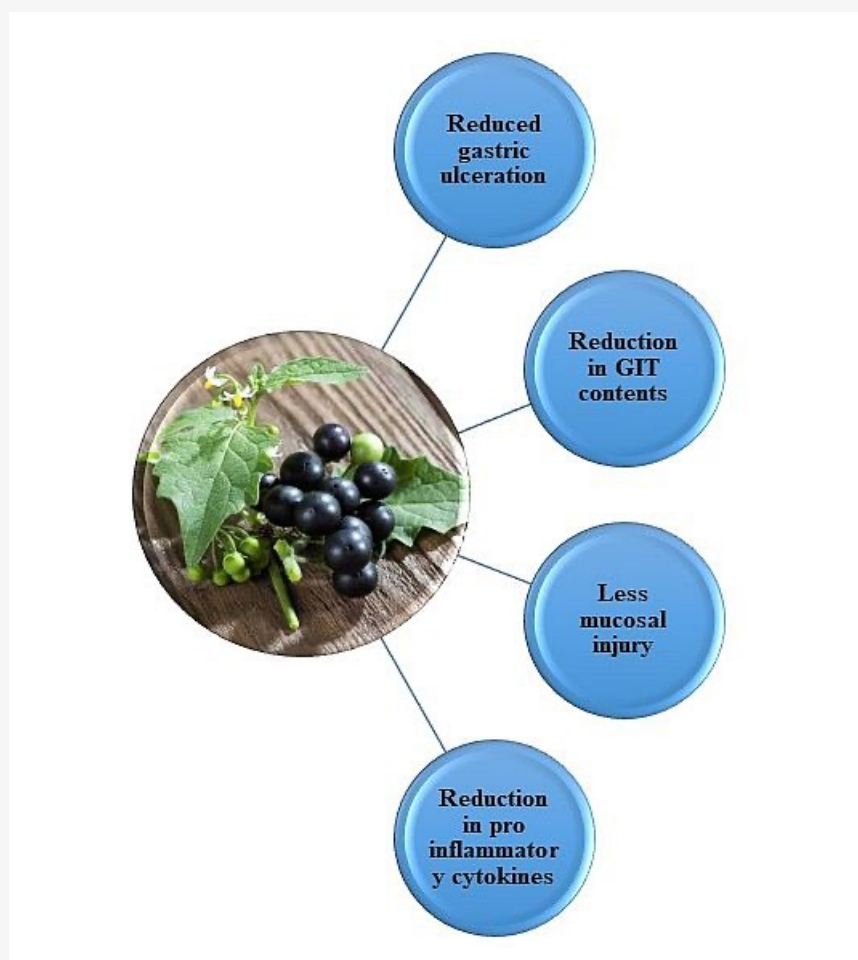 Reduced
gastric
ulceration
Reduction
in GIT
contents
Less
mucosal
injury
Reduction
in pro
inflammator
y cytokines